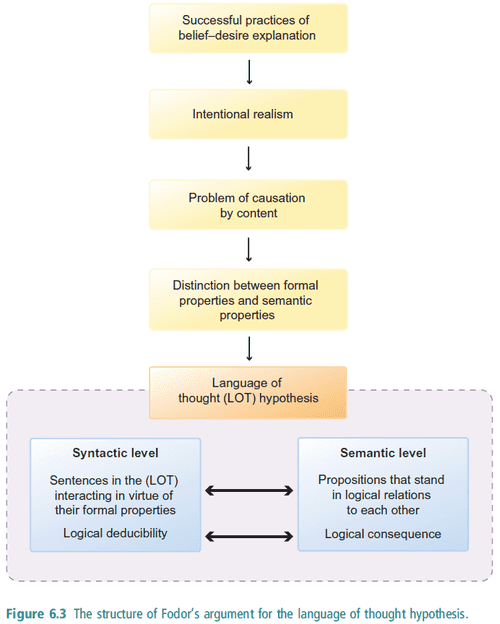 Successful practices of
belief–desire explanation
Intentional realism
Problem of causation
by content
Distinction between formal
properties and semantic
properties
Language of
thought (LOT) hypothesis
Syntactic level
Sentences in the (LOT)
interacting in virtue of
their formal properties
Logical deducibility
Semantic level
Propositions that stand
in logical relations
to each other
Logical consequence
Figure 6.3 The structure of Fodor's argument for the language of thought hypothesis.